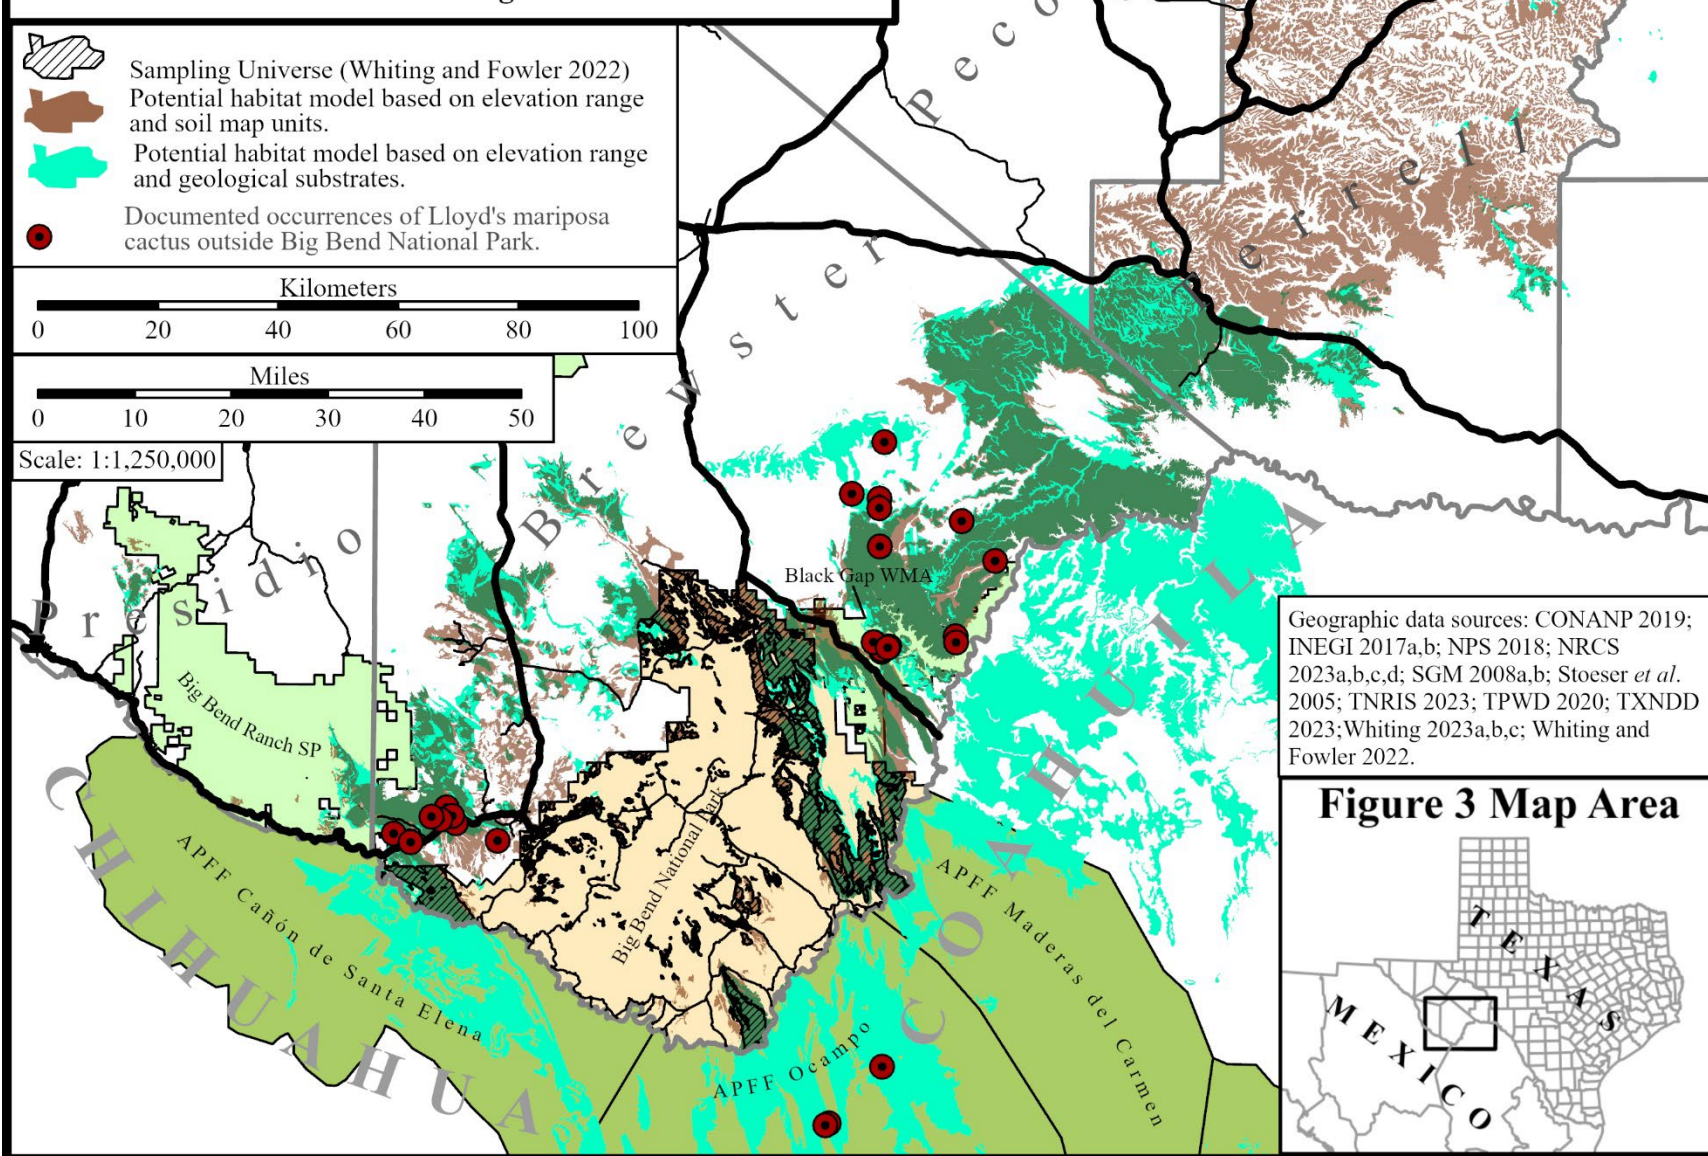 Sampling Universe (Whiting and Fowler 2022)
Potential habitat model based on elevation range
and soil map units.
Potential habitat model based on elevation range
and geological substrates.
Documented occurrences of Lloyd's mariposa
cactus outside Big Bend National Park.
Kilometers
0 20 40 60 80 100
Miles
0 10 20 30 40 50
Scale: 1:1,250,000
Peco
Terrell
Brewster
Presidio
Black Gap WMA
Big Bend Ranch SP
Big Bend National Park
CHIHUAHUA
COAHUILA
APFF Cañón de Santa Elena
APFF Ocampo
APFF Maderas del Carmen
Geographic data sources: CONANP 2019;
INEGI 2017a,b; NPS 2018; NRCS
2023a,b,c,d; SGM 2008a,b; Stoeser et al.
2005; TNRIS 2023; TPWD 2020; TXNDD
2023;Whiting 2023a,b,c; Whiting and
Fowler 2022.
Figure 3 Map Area
TEXAS
MEXICO